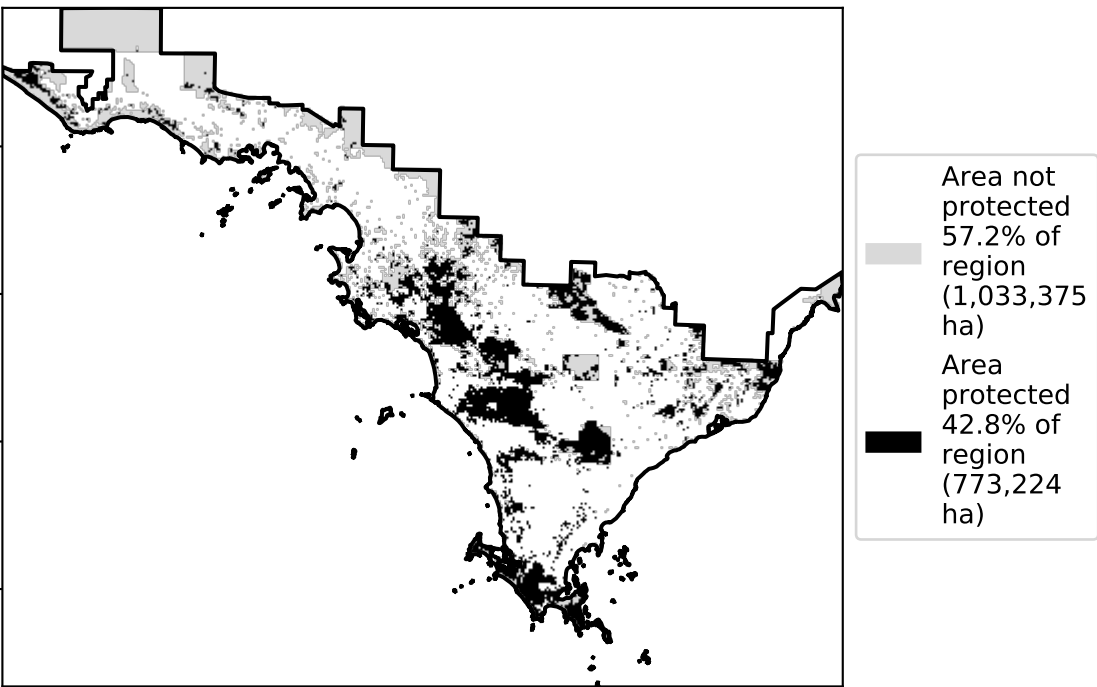 Area not
protected
57.2% of
region
(1,033,375
ha)
Area
protected
42.8% of
region
(773,224
ha)